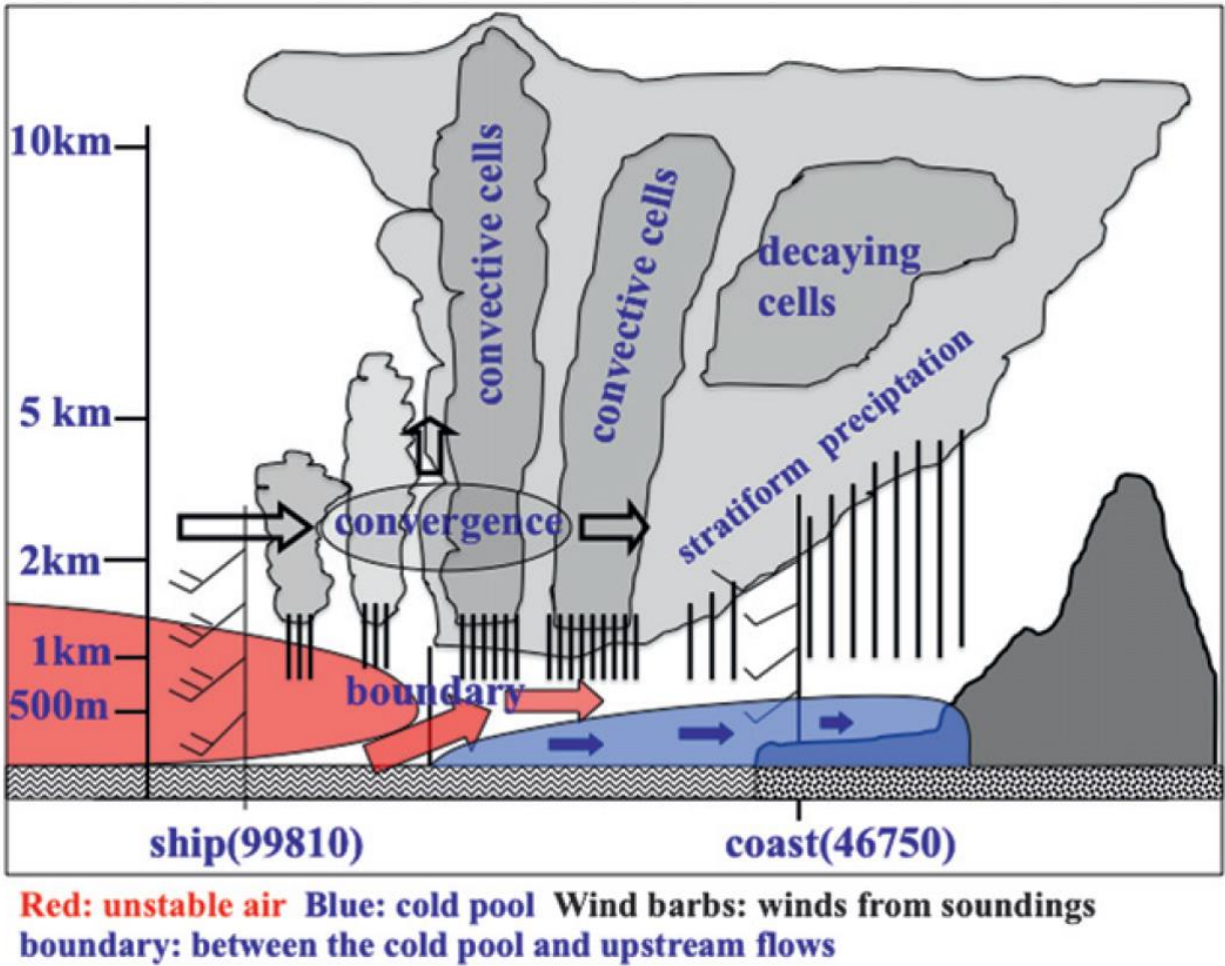 10km
5 km
2km
1km
500m
convective cells
convective cells
decaying
cells
stratiform preciptation
convergence
boundary
ship(99810)
coast(46750)
Red: unstable air Blue: cold pool Wind barbs: winds from soundings
boundary: between the cold pool and upstream flows